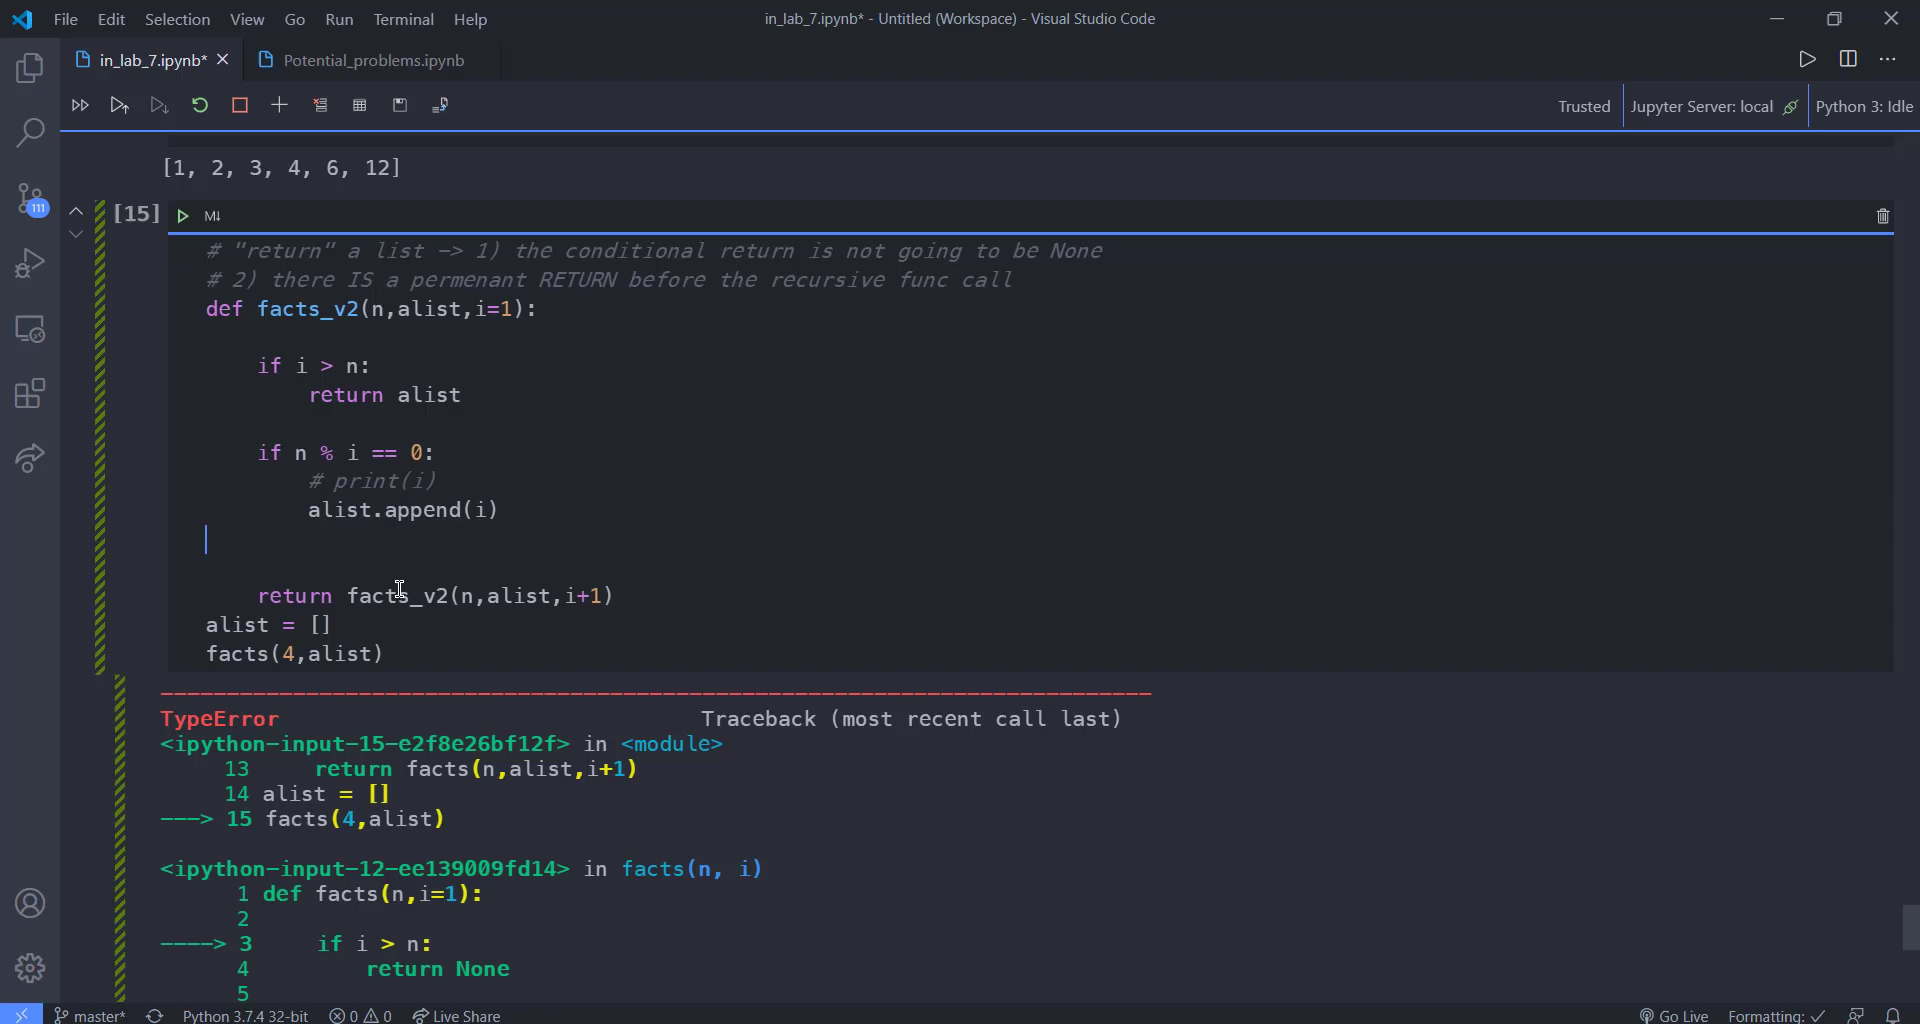 File Edit Selection View Go Run Terminal Help
in_lab_7.ipynb* - Untitled (Workspace) - Visual Studio Code
in_lab_7.ipynb*
Potential_problems.ipynb
Trusted
Jupyter Server: local
Python 3: Idle
[1, 2, 3, 4, 6, 12]
111
[15]
M↓
# "return" a list -> 1) the conditional return is not going to be None
# 2) there IS a permenant RETURN before the recursive func call
def facts_v2(n,alist,i=1):
if i > n:
return alist
if n % i == 0:
# print(i)
alist.append(i)
return facts_v2(n,alist,i+1)
alist = []
facts(4,alist)
---------------------------------------------------------------------------
TypeError Traceback (most recent call last)
<ipython-input-15-e2f8e26bf12f> in <module>
13 return facts(n,alist,i+1)
14 alist = []
---> 15 facts(4,alist)
<ipython-input-12-ee139009fd14> in facts(n, i)
1 def facts(n,i=1):
2
----> 3 if i > n:
4 return None
5
master*
Python 3.7.4 32-bit
0
0
Live Share
Go Live
Formatting: ✓